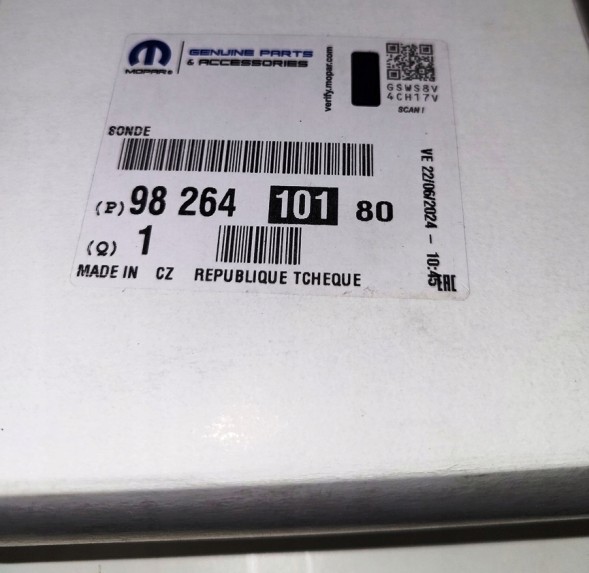 MOPAR®
GENUINE PARTS
& ACCESSORIES
verify.mopar.com
GSWS8V
4CH17V
SCAN!
SONDE
(P) 98 264 101 80
(Q) 1
MADE IN CZ REPUBLIQUE TCHEQUE
VE 22/06/2024 - 10:45
EAC